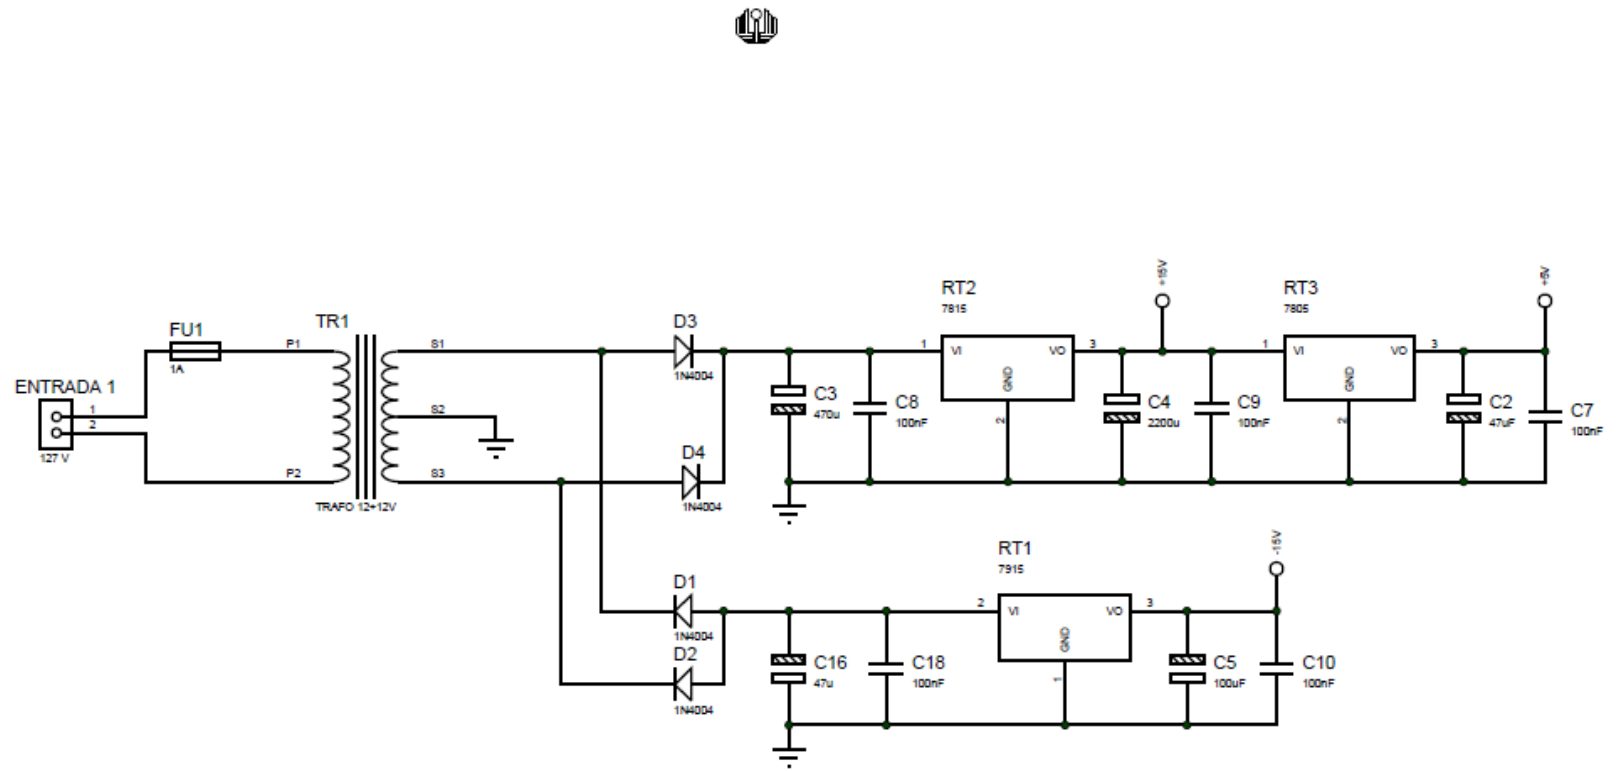 FU1
1A
ENTRADA 1
1
2
127 V
TR1
P1
P2
S1
S2
S3
TRAFO 12+12V
D3
1N4004
D4
1N4004
C3
470u
C8
100nF
RT2
7815
1
VI
VO
3
GND
2
+15V
C4
2200u
C9
100nF
RT3
7805
1
VI
VO
3
GND
2
+5V
C2
47uF
C7
100nF
D1
1N4004
D2
1N4004
C16
47u
C18
100nF
RT1
7915
2
VI
VO
3
GND
1
-15V
C5
100uF
C10
100nF